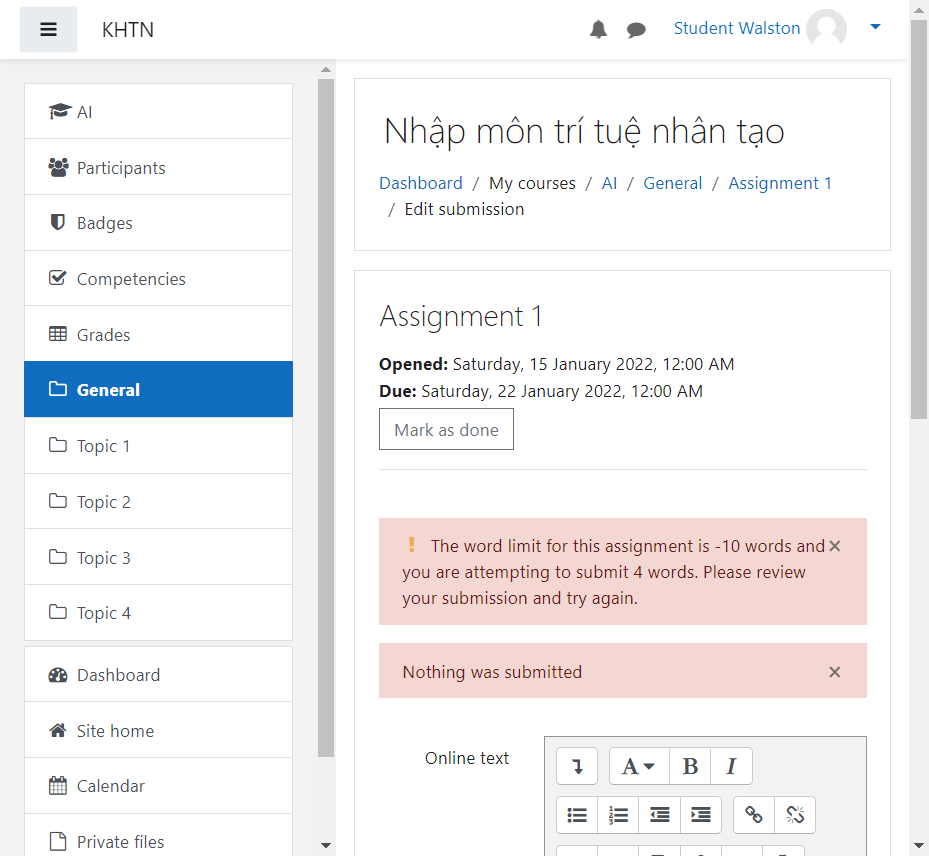 KHTN
Student Walston
AI
Participants
Badges
Competencies
Grades
General
Topic 1
Topic 2
Topic 3
Topic 4
Dashboard
Site home
Calendar
Private files
Nhập môn trí tuệ nhân tạo
Dashboard / My courses / AI / General / Assignment 1
/ Edit submission
Assignment 1
Opened: Saturday, 15 January 2022, 12:00 AM
Due: Saturday, 22 January 2022, 12:00 AM
Mark as done
The word limit for this assignment is -10 words and
you are attempting to submit 4 words. Please review
your submission and try again.
Nothing was submitted
Online text
A B I